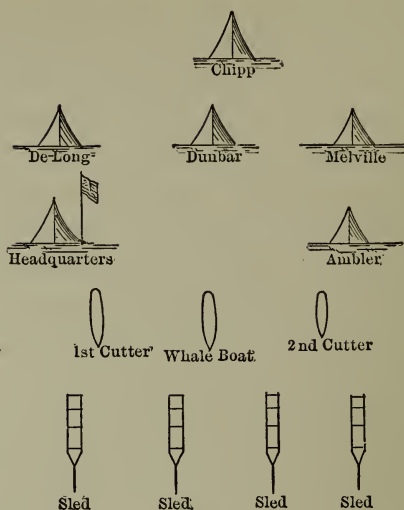 Chipp
De-Long
Dunbar
Melville
Headquarters
Ambler.
1st Cutter
Whale Boat.
2nd Cutter
Sled
Sled.
Sled
Sled